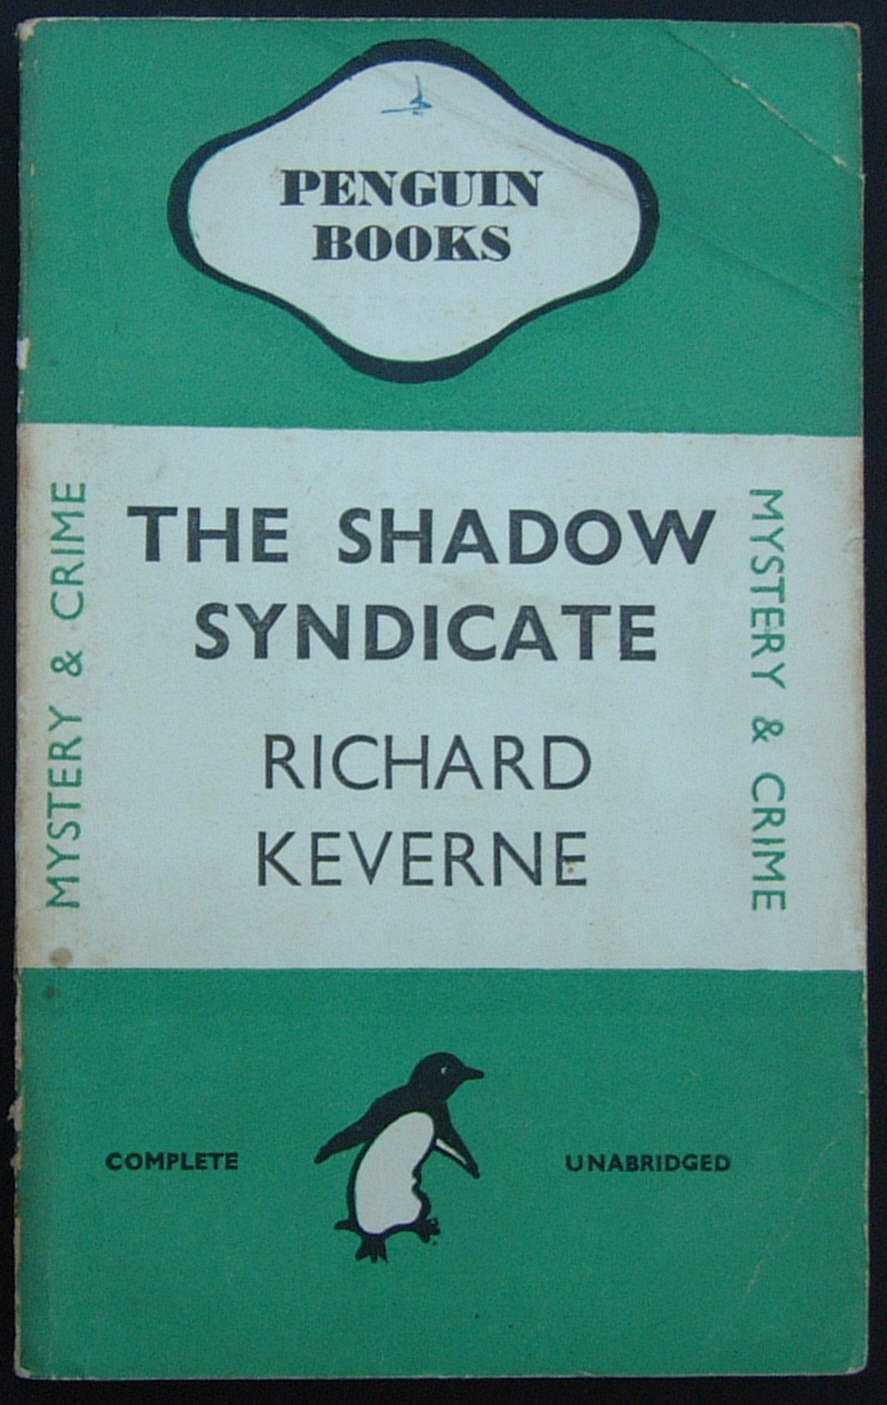 PENGUIN
BOOKS
MYSTERY & CRIME
THE SHADOW
SYNDICATE
RICHARD
KEVERNE
MYSTERY & CRIME
COMPLETE
UNABRIDGED